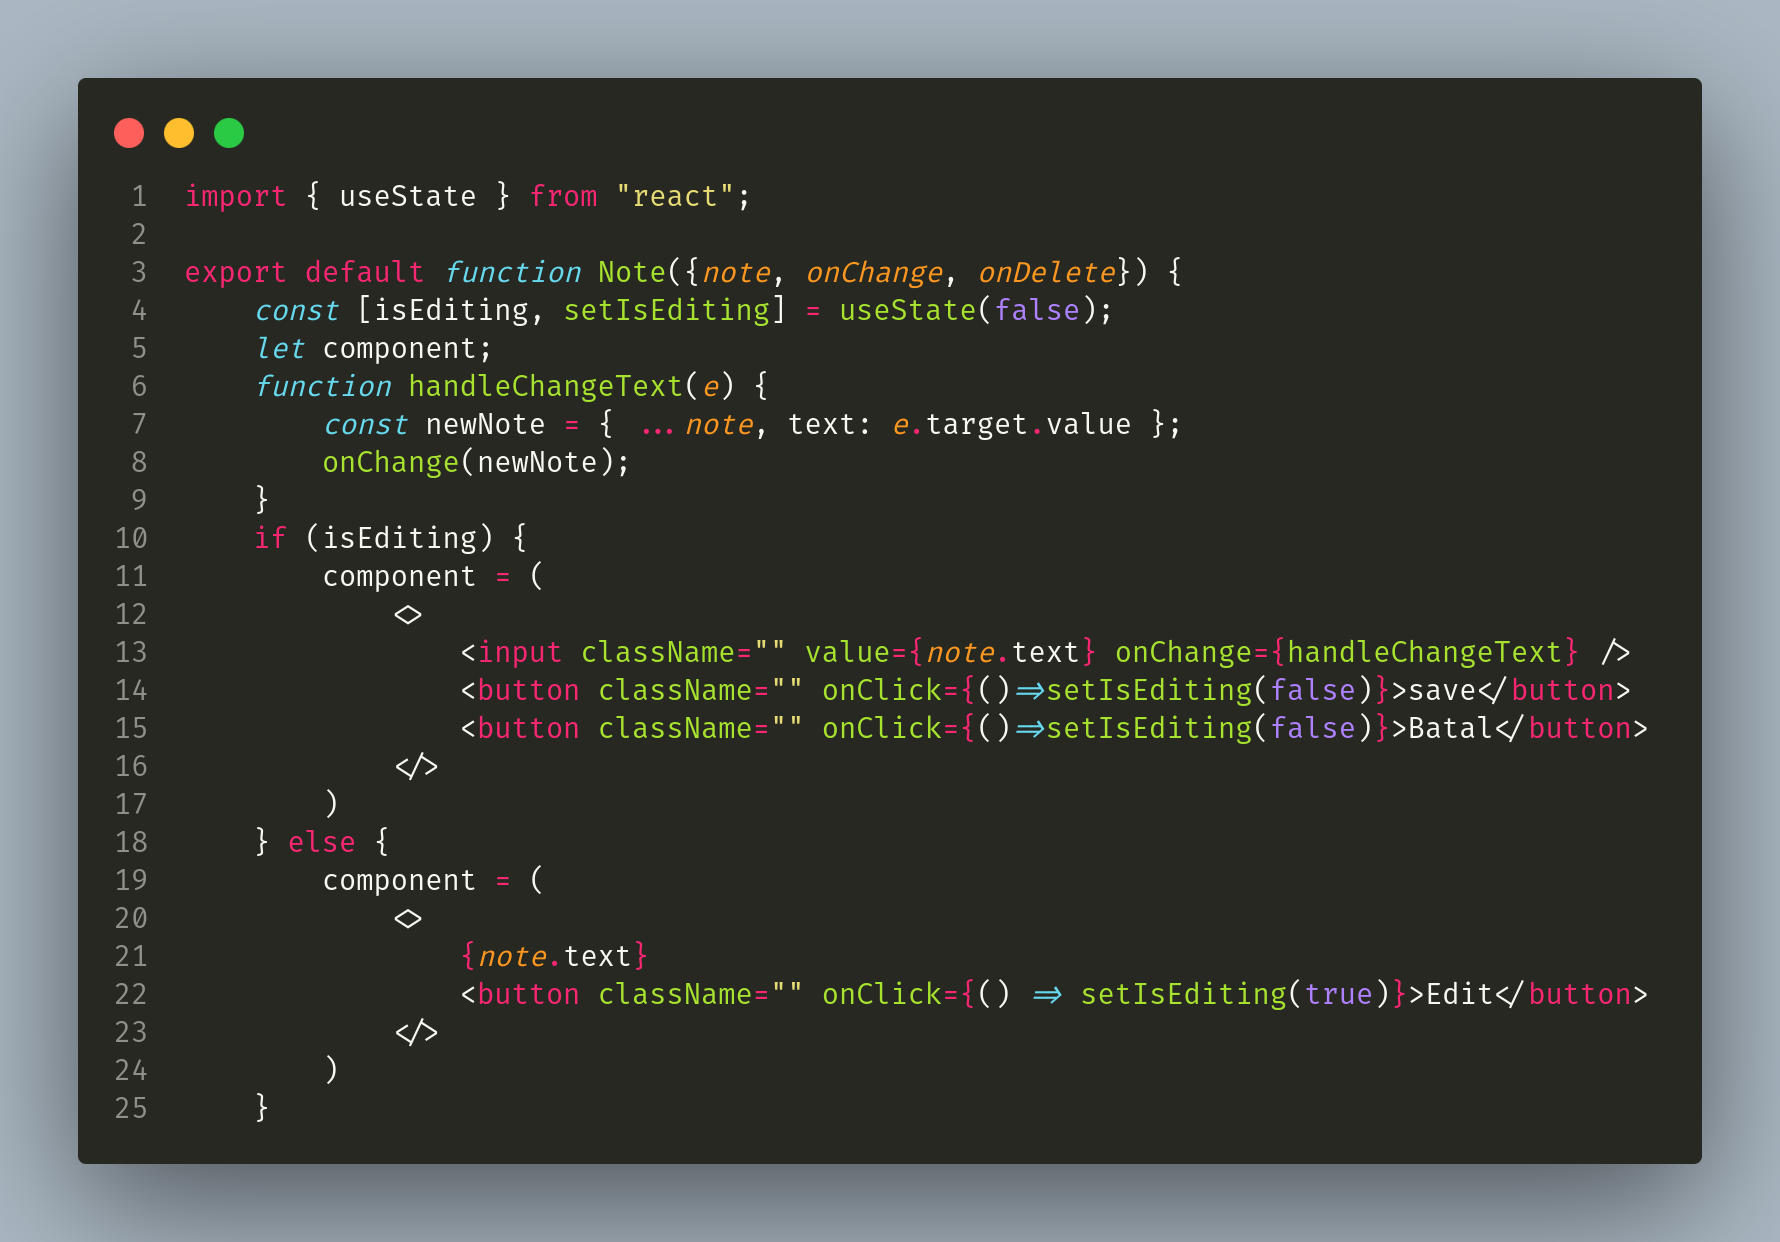 1 import { useState } from "react";
2
3 export default function Note({note, onChange, onDelete}) {
4     const [isEditing, setIsEditing] = useState(false);
5     let component;
6     function handleChangeText(e) {
7         const newNote = { ...note, text: e.target.value };
8         onChange(newNote);
9     }
10     if (isEditing) {
11         component = (
12             <>
13                 <input className="" value={note.text} onChange={handleChangeText} />
14                 <button className="" onClick={()=>setIsEditing(false)}>save</button>
15                 <button className="" onClick={()=>setIsEditing(false)}>Batal</button>
16             </>
17         )
18     } else {
19         component = (
20             <>
21                 {note.text}
22                 <button className="" onClick={() => setIsEditing(true)}>Edit</button>
23             </>
24         )
25     }